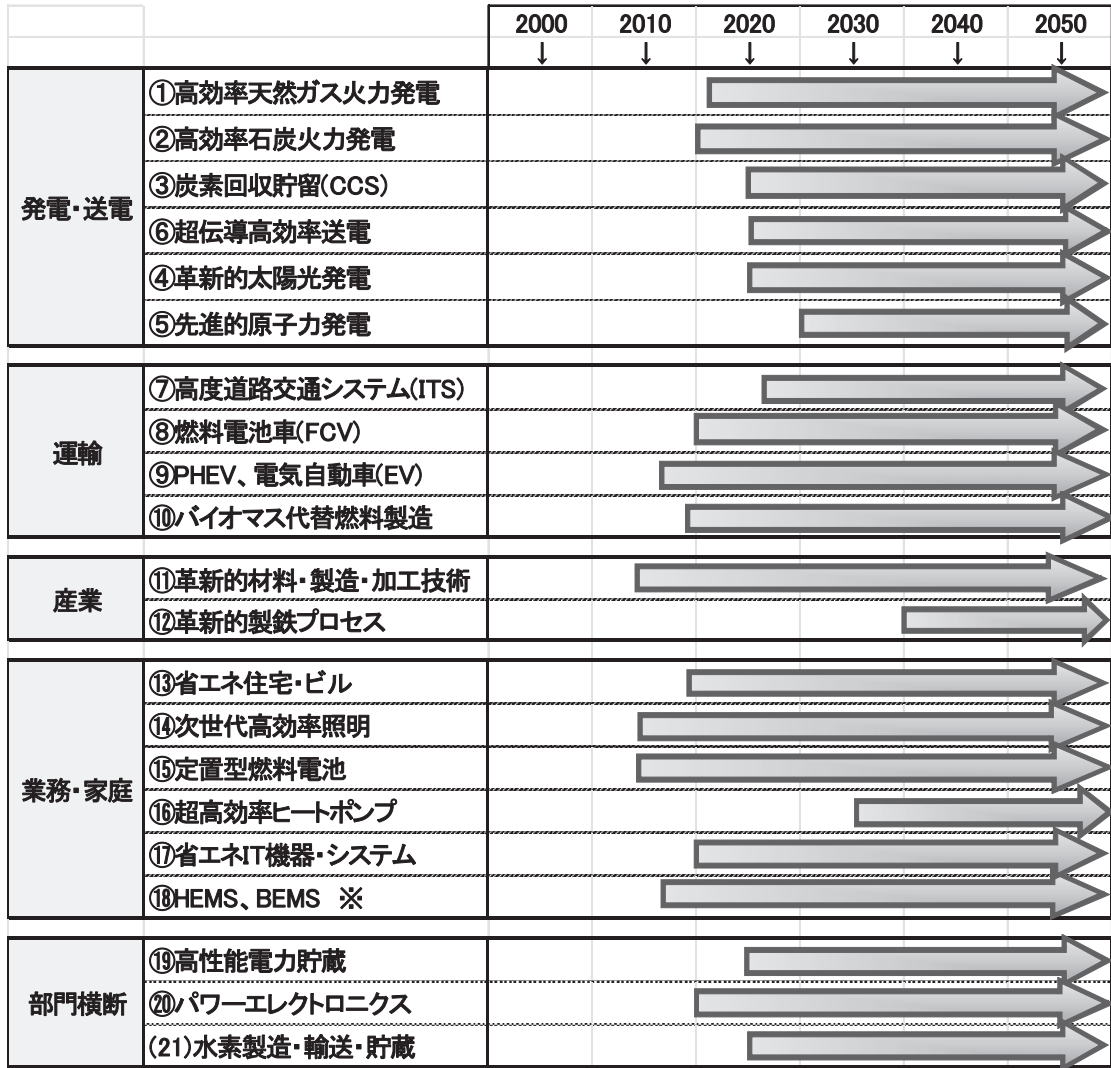 2000 2010 2020 2030 2040 2050
↓ ↓ ↓ ↓ ↓ ↓
発電・送電
①高効率天然ガス火力発電
②高効率石炭火力発電
③炭素回収貯留(CCS)
⑥超伝導高効率送電
④革新的太陽光発電
⑤先進的原子力発電
運輸
⑦高度道路交通システム(ITS)
⑧燃料電池車(FCV)
⑨PHEV、電気自動車(EV)
⑩バイオマス代替燃料製造
産業
⑪革新的材料・製造・加工技術
⑫革新的製鉄プロセス
業務・家庭
⑬省エネ住宅・ビル
⑭次世代高効率照明
⑮定置型燃料電池
⑯超高効率ヒートポンプ
⑰省エネIT機器・システム
⑱HEMS、BEMS ※
部門横断
⑲高性能電力貯蔵
⑳パワーエレクトロニクス
(21)水素製造・輸送・貯蔵